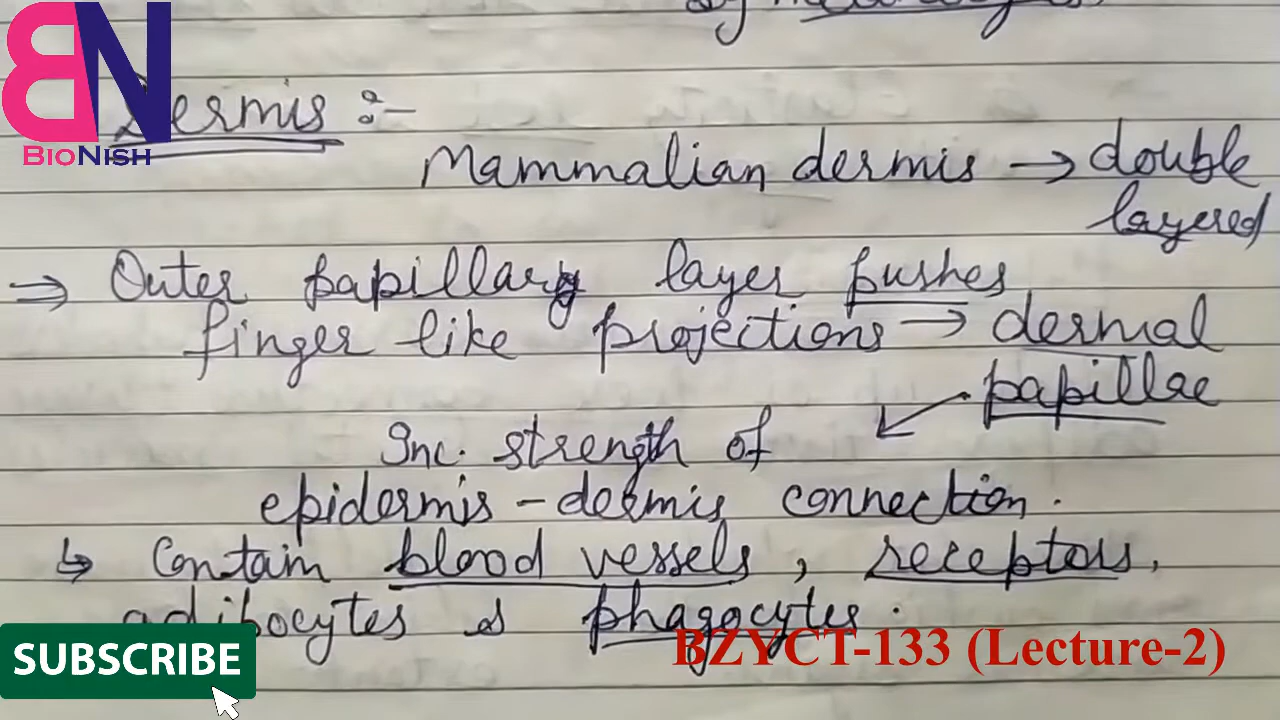 BN
BIONISH
Dermis :-
Mammalian dermis → double
layered
⇒ Outer papillary layer pushes
finger like projections → dermal
papillae
Inc. strength of
epidermis - dermis connection.
↳ Contain blood vessels, receptors,
adipocytes & phagocytes.
SUBSCRIBE
BZYCT-133 (Lecture-2)